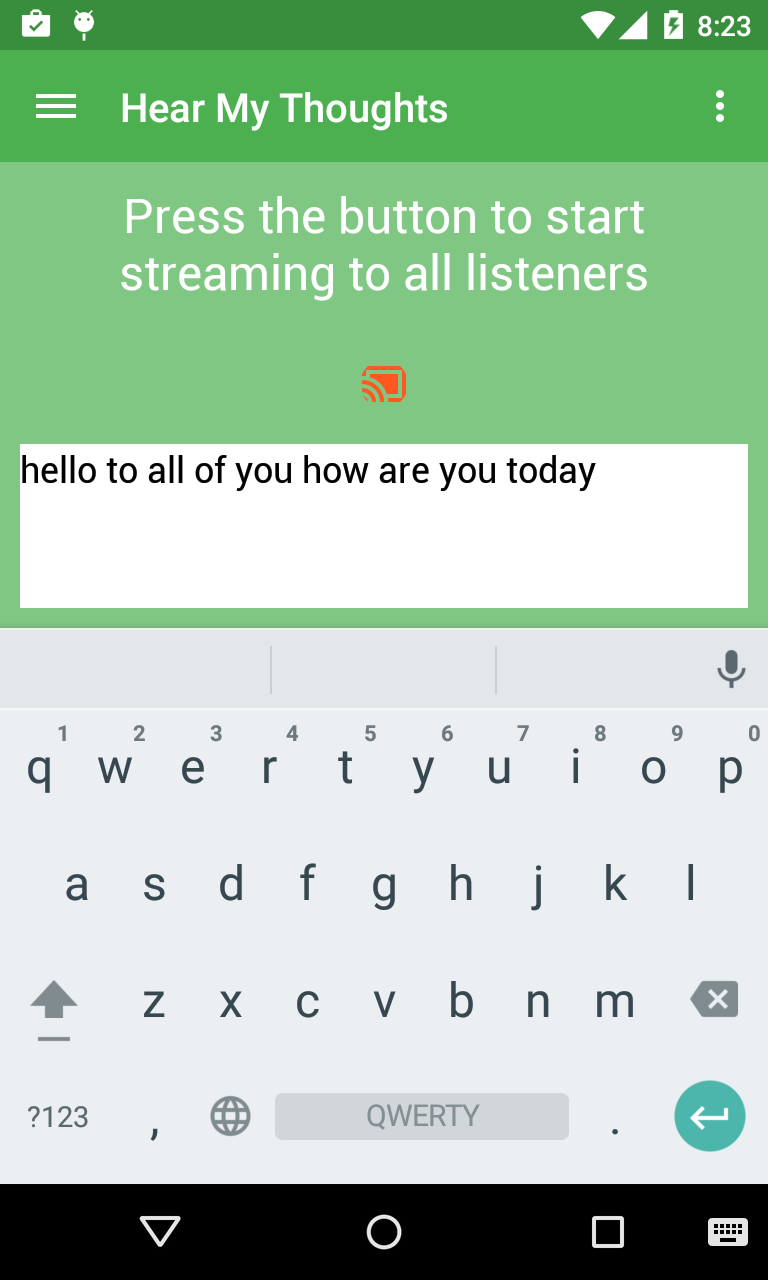 8:23
Hear My Thoughts
Press the button to start
streaming to all listeners
hello to all of you how are you today
1 2 3 4 5 6 7 8 9 0
q w e r t y u i o p
a s d f g h j k l
z x c v b n m
?123 , QWERTY .